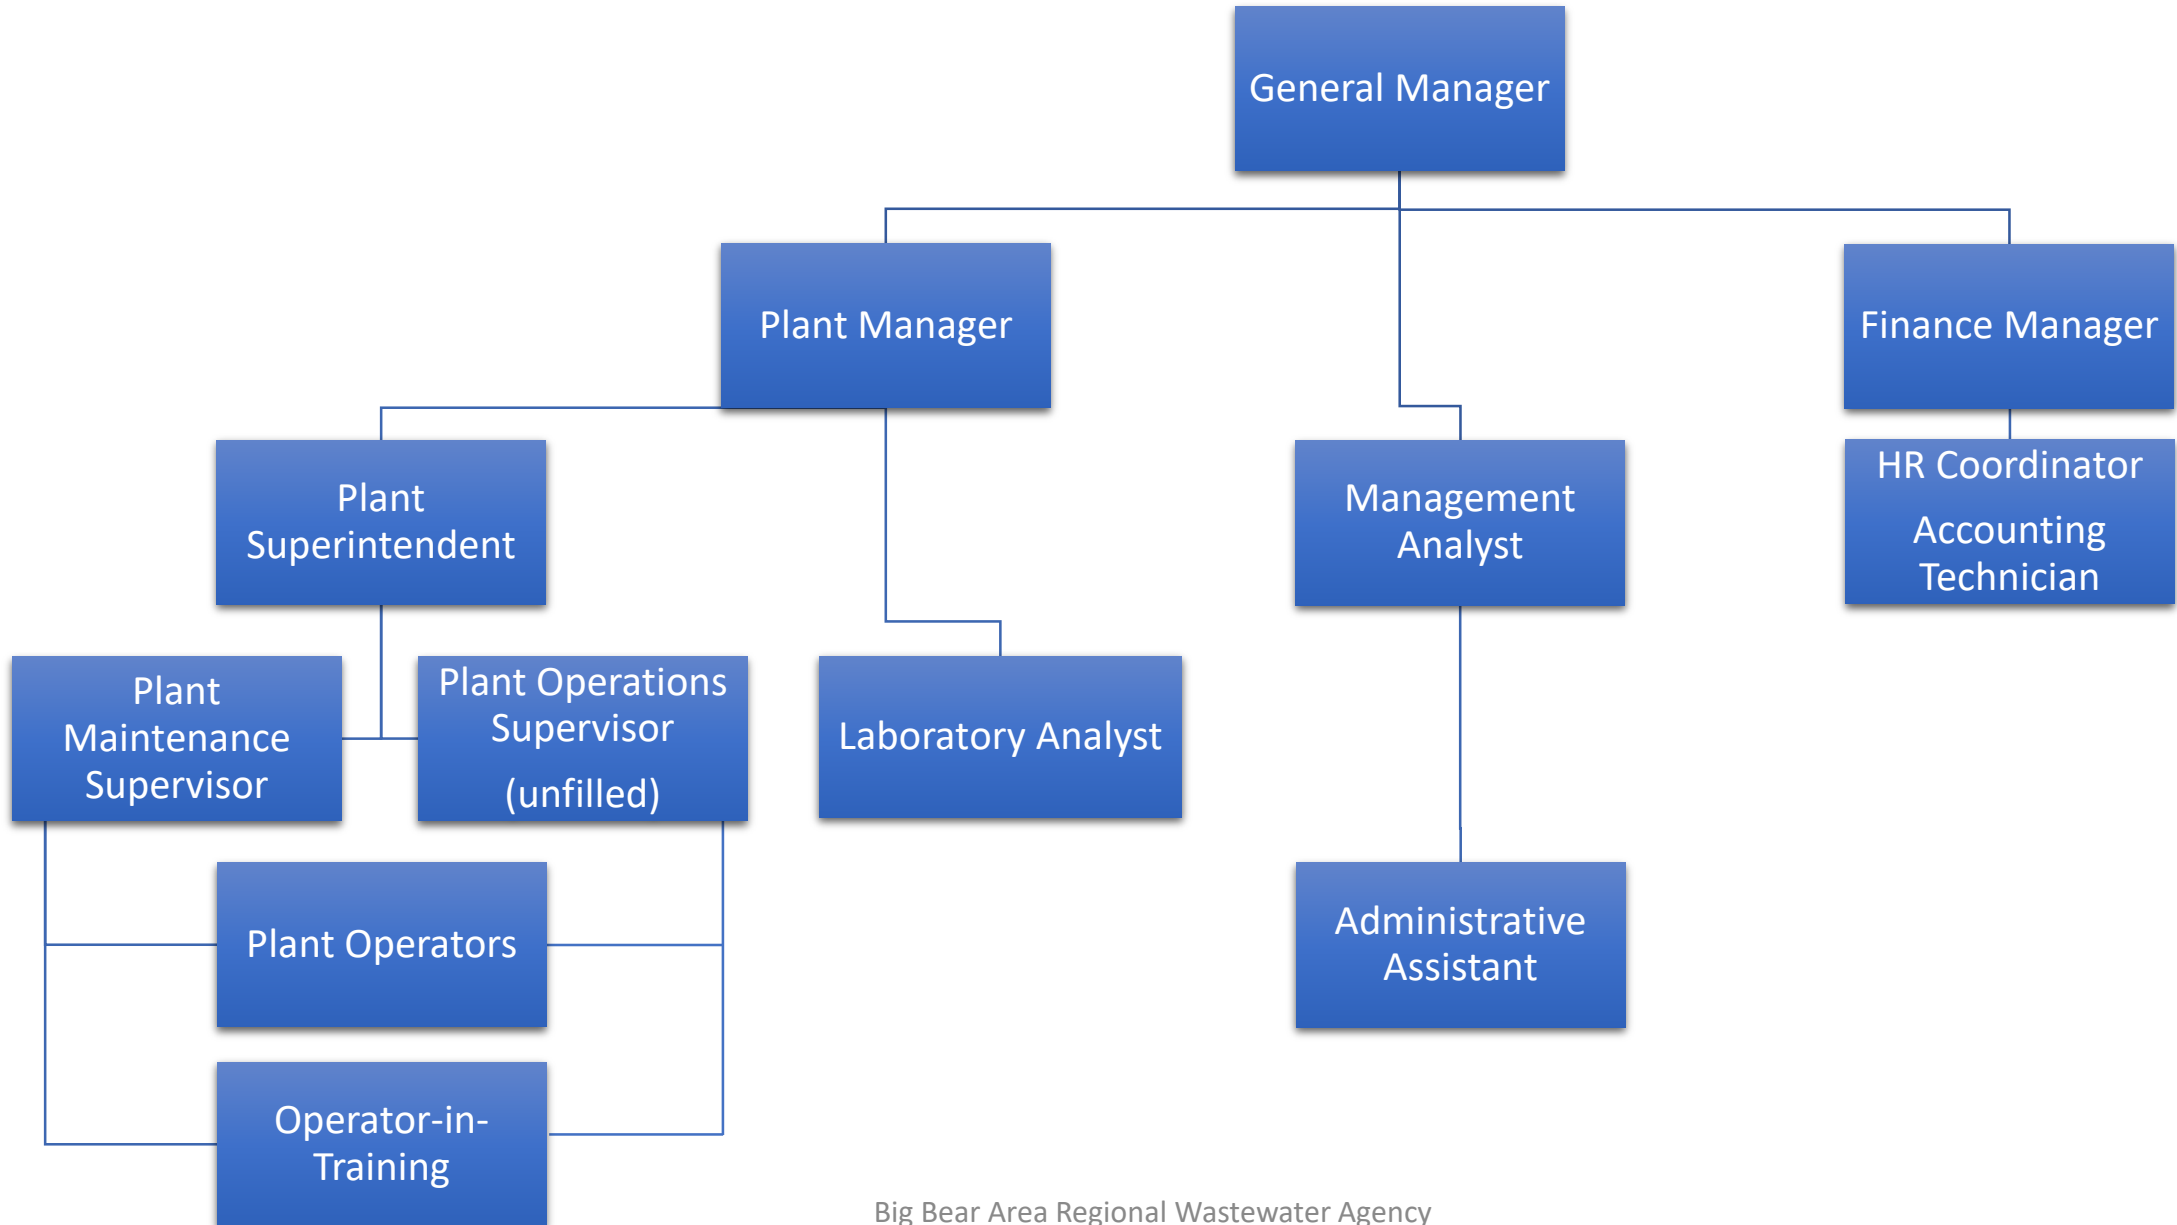 General Manager
Plant Manager
Finance Manager
Plant
Superintendent
Management
Analyst
HR Coordinator
Accounting
Technician
Plant
Maintenance
Supervisor
Plant Operations
Supervisor
(unfilled)
Laboratory Analyst
Plant Operators
Administrative
Assistant
Operator-in-
Training
Big Bear Area Regional Wastewater Agency